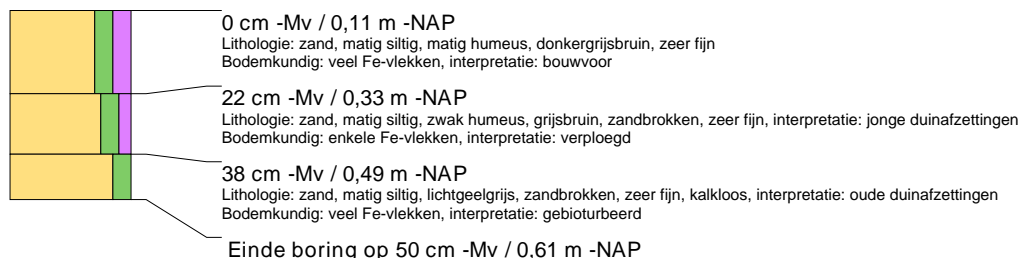 0 cm -Mv / 0,11 m -NAP
Lithologie: zand, matig siltig, matig humeus, donkergrijsbruin, zeer fijn
Bodemkundig: veel Fe-vlekken, interpretatie: bouwvoor
22 cm -Mv / 0,33 m -NAP
Lithologie: zand, matig siltig, zwak humeus, grijsbruin, zandbrokken, zeer fijn, interpretatie: jonge duinafzettingen
Bodemkundig: enkele Fe-vlekken, interpretatie: verploegd
38 cm -Mv / 0,49 m -NAP
Lithologie: zand, matig siltig, lichtgeelgrijs, zandbrokken, zeer fijn, kalkloos, interpretatie: oude duinafzettingen
Bodemkundig: veel Fe-vlekken, interpretatie: gebioturbeerd
Einde boring op 50 cm -Mv / 0,61 m -NAP